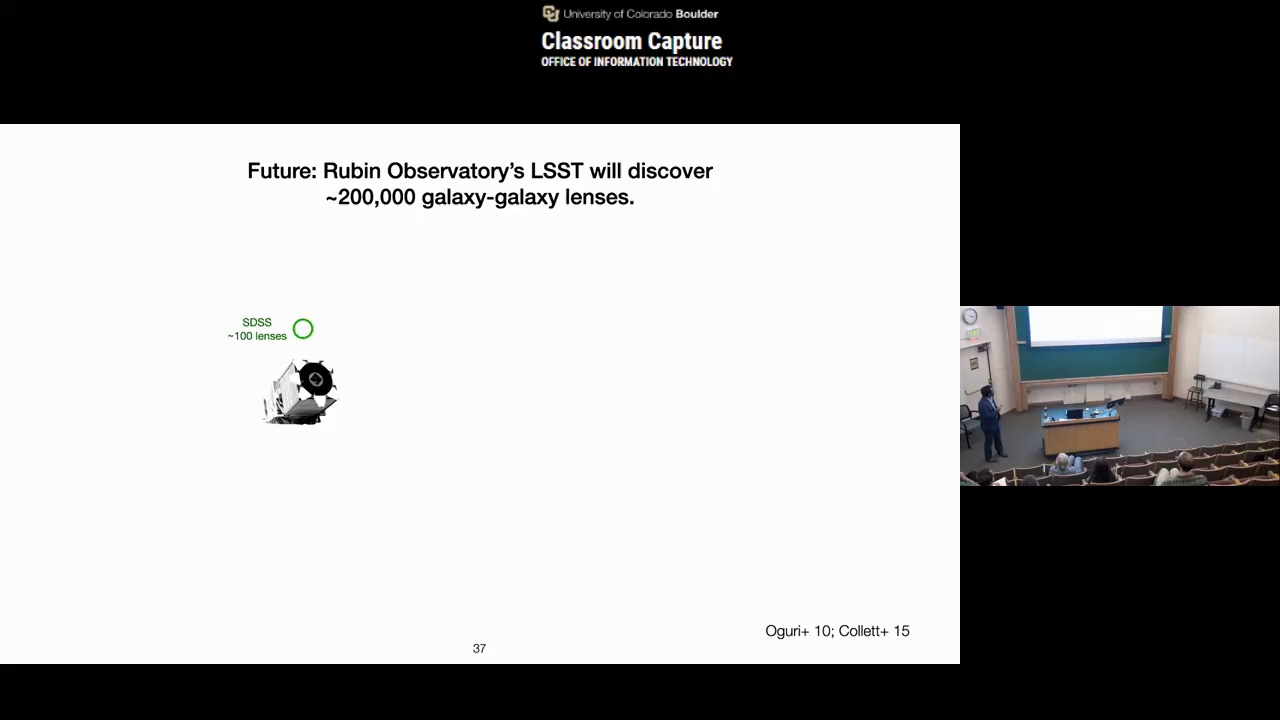 University of Colorado Boulder
Classroom Capture
OFFICE OF INFORMATION TECHNOLOGY
Future: Rubin Observatory's LSST will discover
~200,000 galaxy-galaxy lenses.
SDSS
~100 lenses
Oguri+ 10; Collett+ 15
37